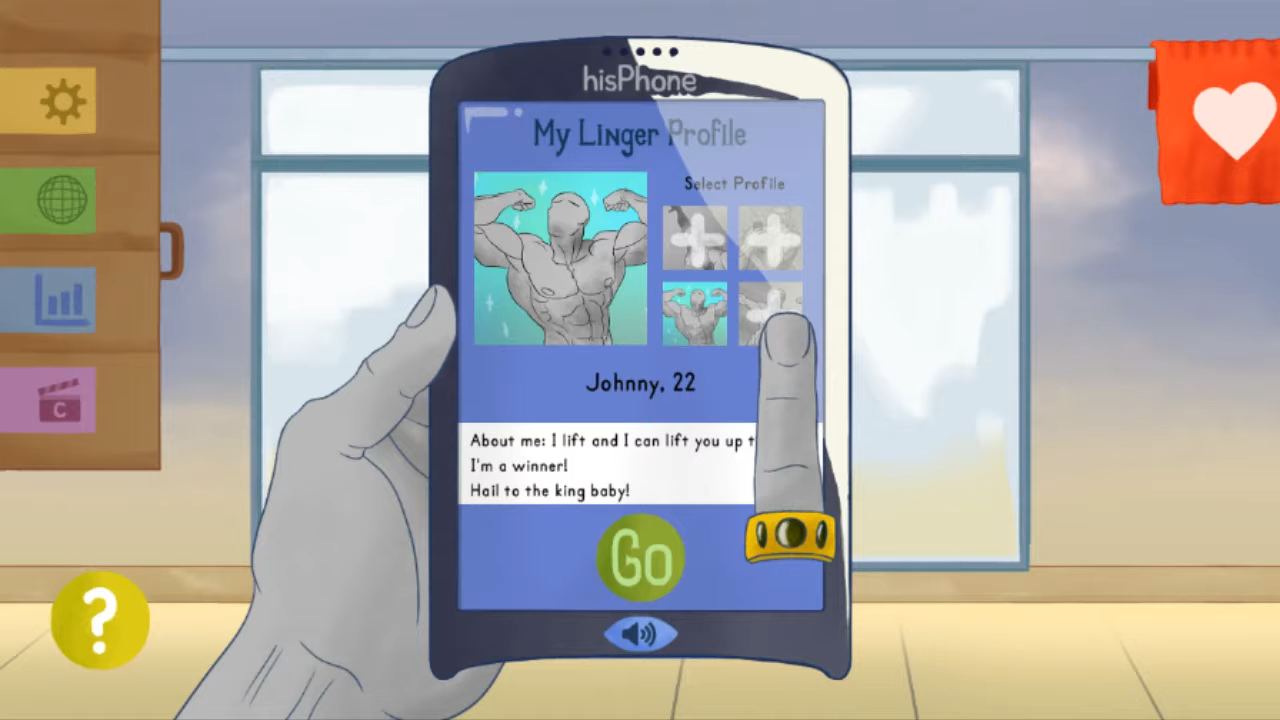 hisPhone
My Linger Profile
Select Profile
Johnny, 22
About me: I lift and I can lift you up
I'm a winner!
Hail to the king baby!
Go
?
C